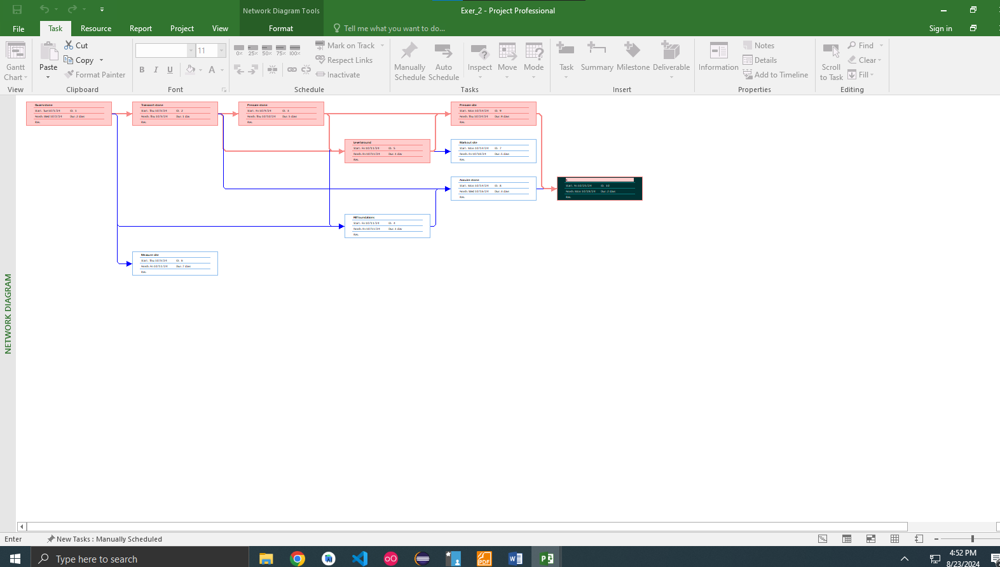 Network Diagram Tools
Exer_2 - Project Professional
File Task Resource Report Project View Format Tell me what you want to do... Sign in
Gantt Chart
View
Paste
Cut
Copy
Format Painter
Clipboard
11
B I U A
Font
0% 25% 50% 75% 100%
Mark on Track
Respect Links
Inactivate
Schedule
Manually Schedule
Auto Schedule
Inspect
Move
Mode
Tasks
Task
Summary
Milestone
Deliverable
Insert
Information
Notes
Details
Add to Timeline
Properties
Scroll to Task
Find
Clear
Fill
Editing
NETWORK DIAGRAM
Quarry stone
Start: Tue 10/1/24 ID: 1
Finish: Wed 10/2/24 Dur: 2 days
Res:
Transport stone
Start: Thu 10/3/24 ID: 2
Finish: Thu 10/3/24 Dur: 1 day
Res:
Prepare stone
Start: Fri 10/4/24 ID: 3
Finish: Thu 10/10/24 Dur: 5 days
Res:
Prepare site
Start: Mon 10/14/24 ID: 9
Finish: Thu 10/24/24 Dur: 9 days
Res:
Level ground
Start: Fri 10/11/24 ID: 5
Finish: Fri 10/11/24 Dur: 1 day
Res:
Mark out site
Start: Mon 10/14/24 ID: 7
Finish: Fri 10/18/24 Dur: 5 days
Res:
Acquire stone
Start: Mon 10/14/24 ID: 8
Finish: Wed 10/16/24 Dur: 3 days
Res:
Start: Fri 10/25/24 ID: 10
Finish: Mon 10/28/24 Dur: 2 days
Res:
Fill foundations
Start: Fri 10/11/24 ID: 4
Finish: Fri 10/11/24 Dur: 1 day
Res:
Measure site
Start: Thu 10/3/24 ID: 6
Finish: Fri 10/11/24 Dur: 7 days
Res:
Enter
New Tasks : Manually Scheduled
Type here to search
PDF
4:52 PM
8/23/2024